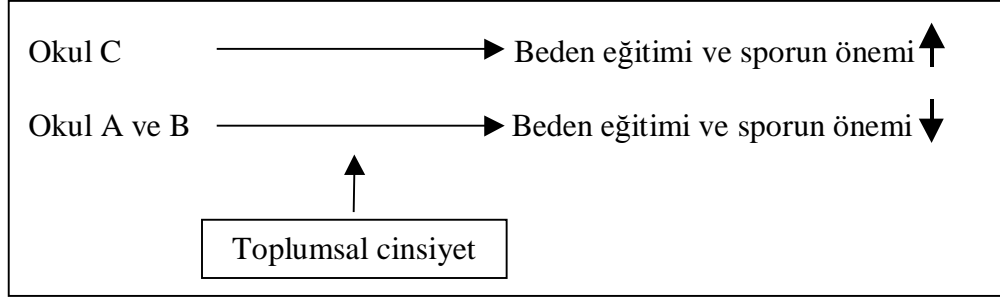 Okul C Beden eğitimi ve sporun önemi
Okul A ve B Beden eğitimi ve sporun önemi
Toplumsal cinsiyet